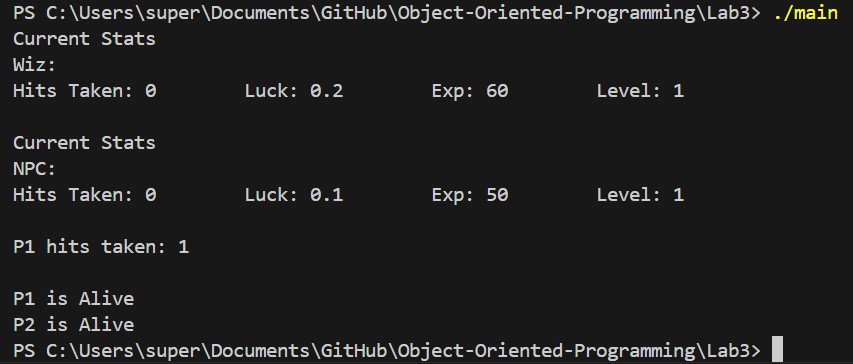 PS C:\Users\super\Documents\GitHub\Object-Oriented-Programming\Lab3> ./main
Current Stats
Wiz:
Hits Taken: 0 Luck: 0.2 Exp: 60 Level: 1
Current Stats
NPC:
Hits Taken: 0 Luck: 0.1 Exp: 50 Level: 1
P1 hits taken: 1
P1 is Alive
P2 is Alive
PS C:\Users\super\Documents\GitHub\Object-Oriented-Programming\Lab3>